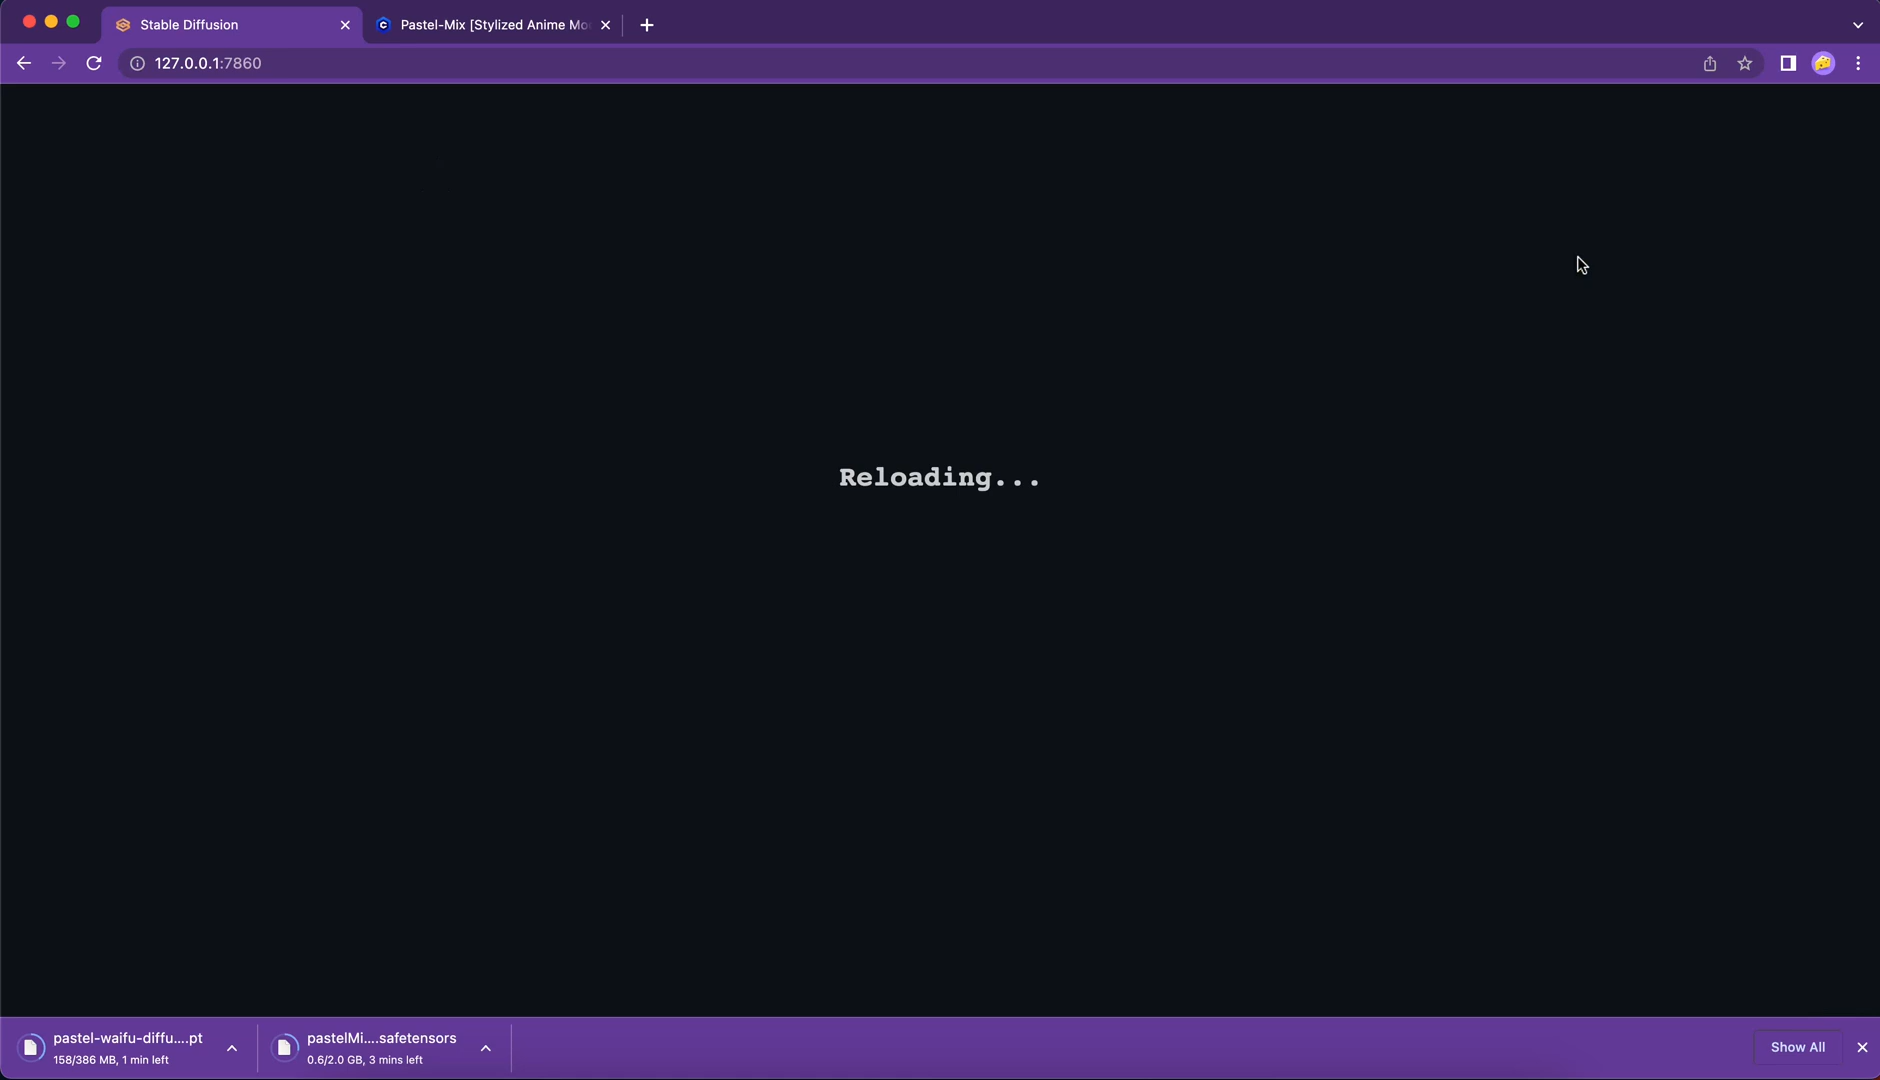 Stable Diffusion
Pastel-Mix [Stylized Anime Mo
127.0.0.1:7860
Reloading...
pastel-waifu-diffu....pt
158/386 MB, 1 min left
pastelMi....safetensors
0.6/2.0 GB, 3 mins left
Show All